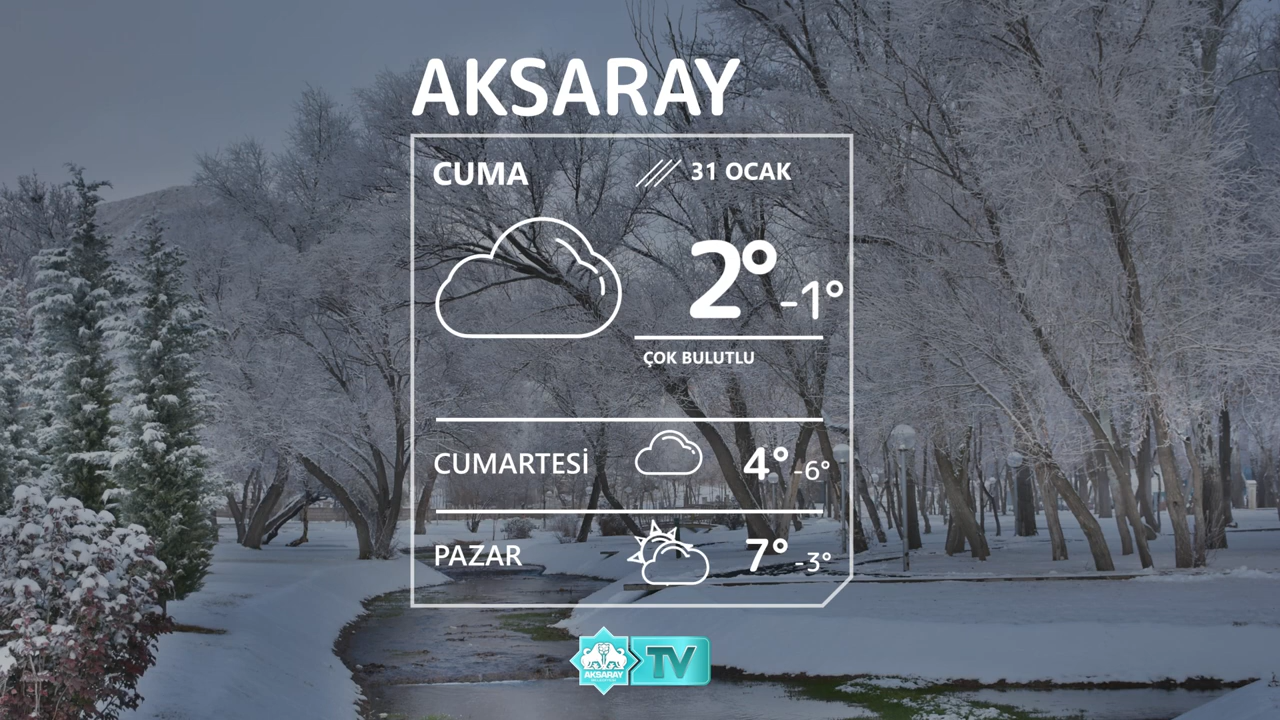 AKSARAY
CUMA
31 OCAK
2° -1°
ÇOK BULUTLU
CUMARTESİ
4° -6°
PAZAR
7° -3°
AKSARAY
TV